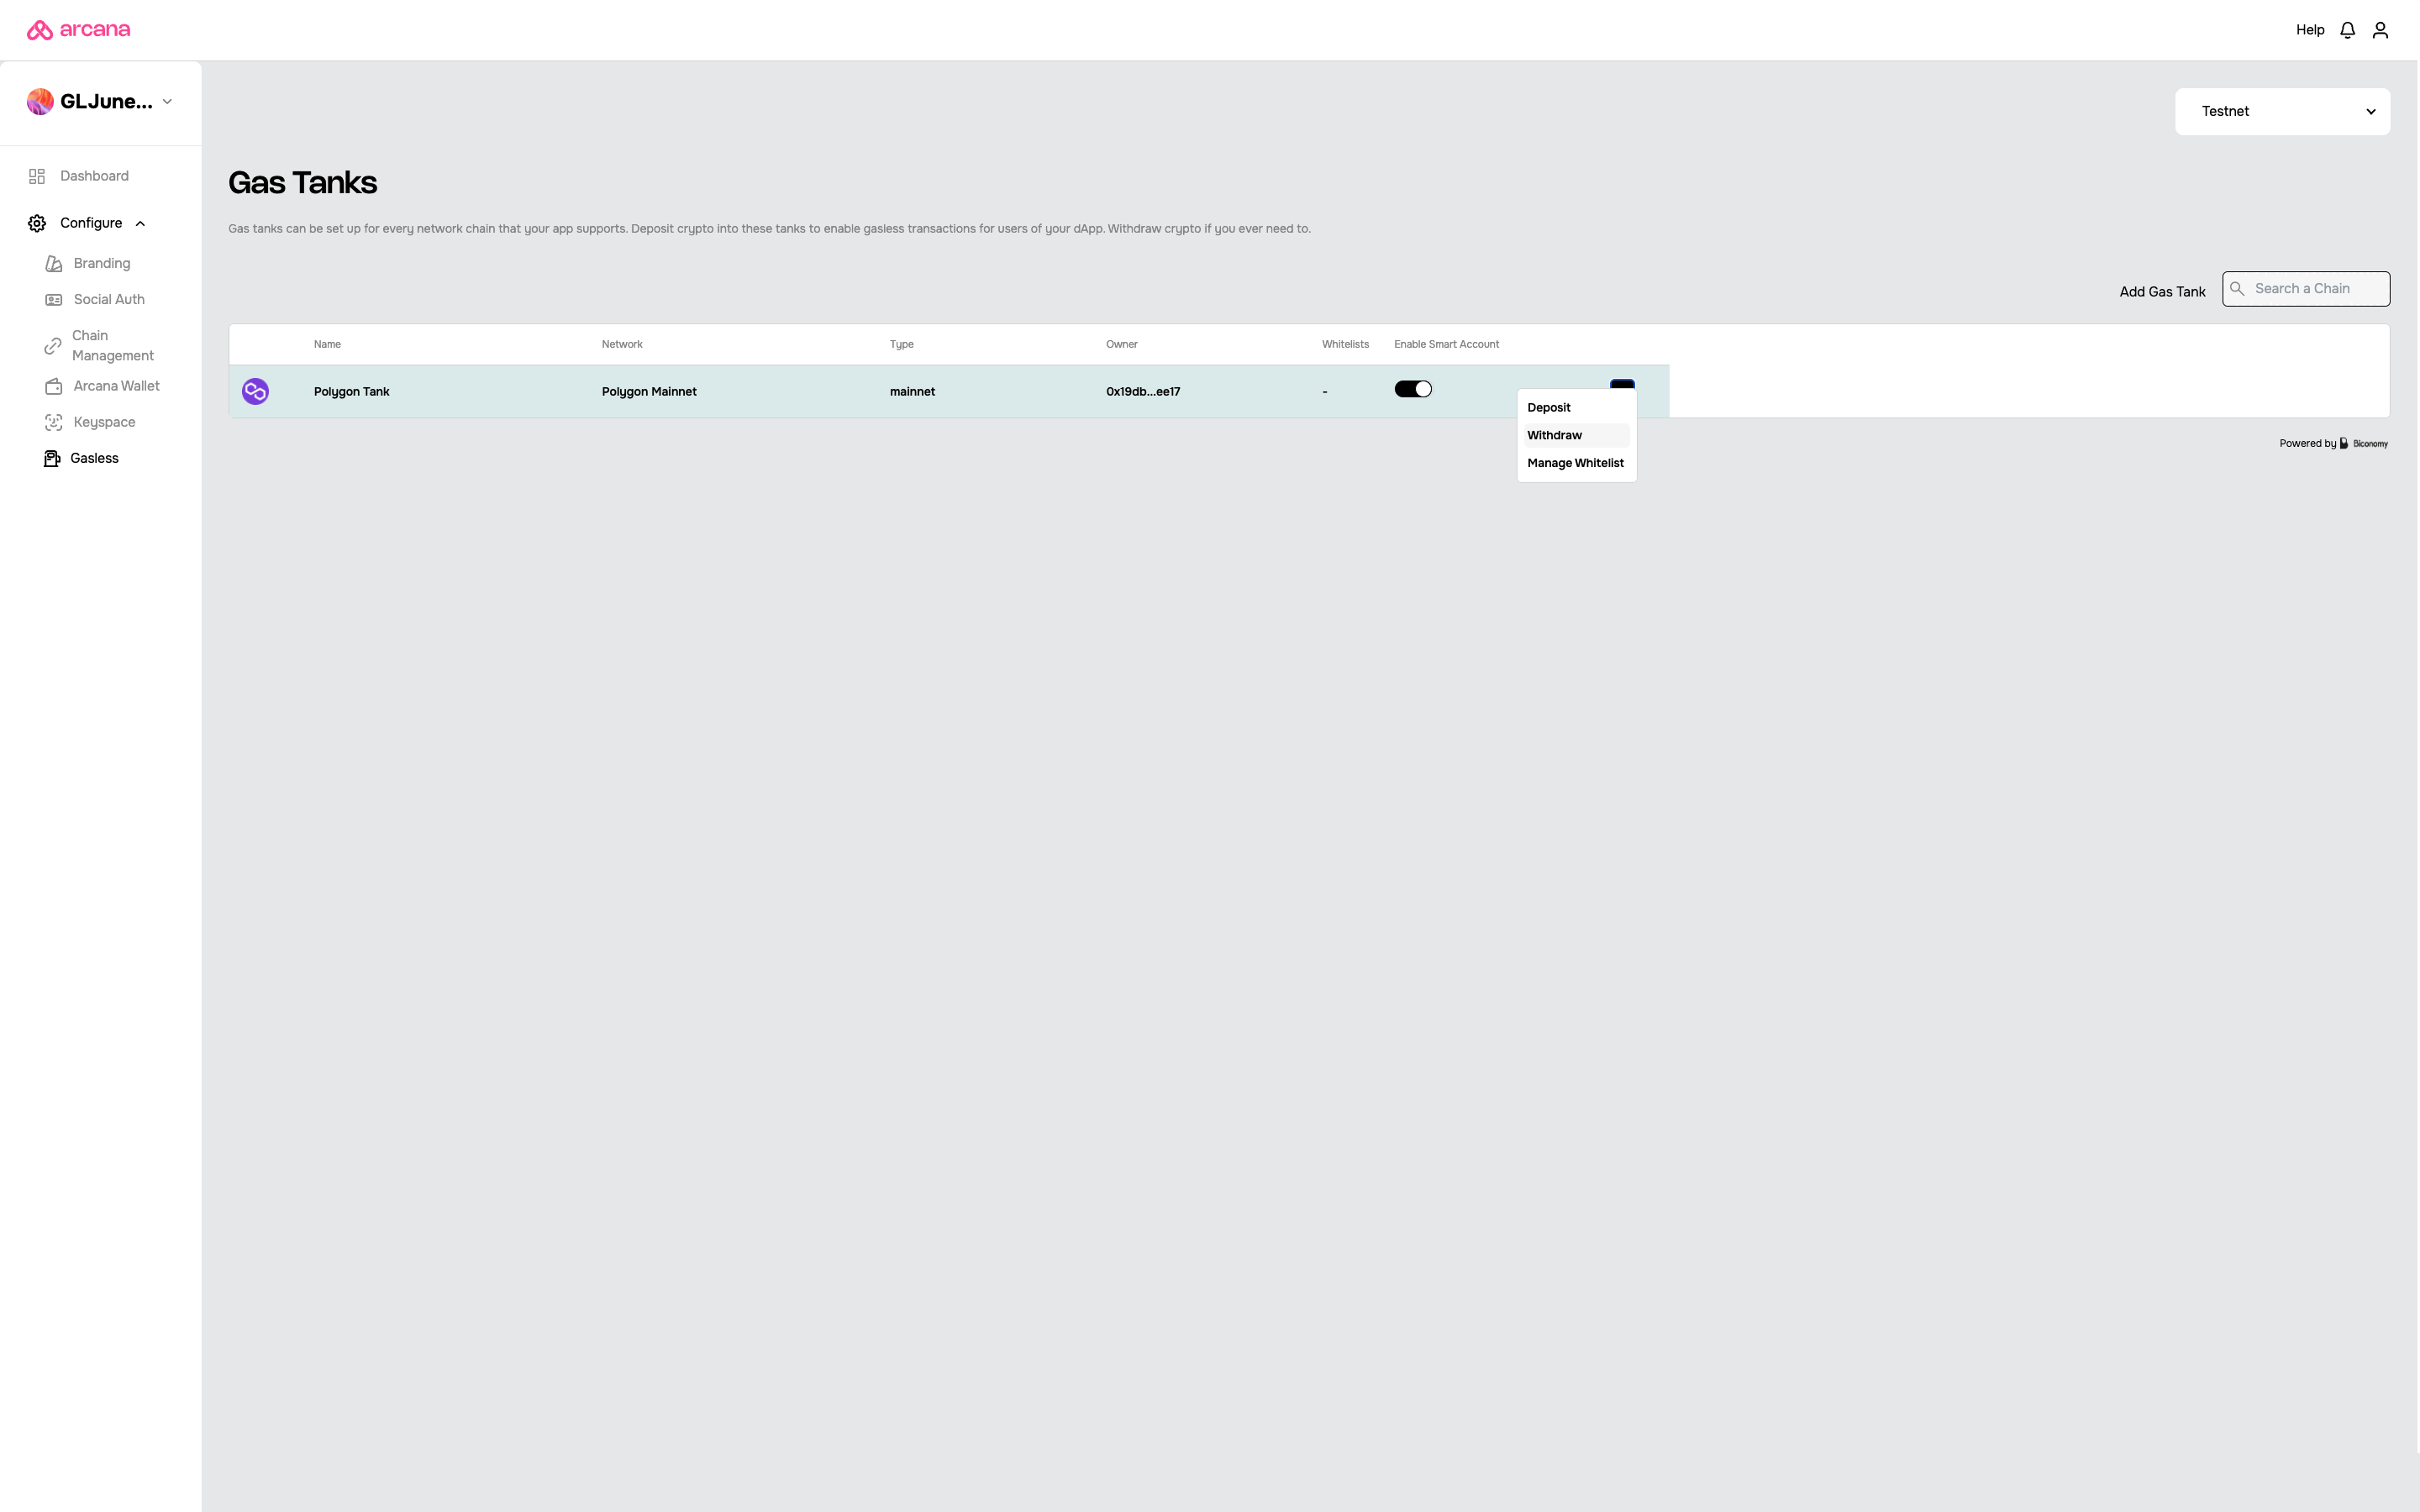 arcana
Help
GLJune...
Testnet
Dashboard
Configure
Branding
Social Auth
Chain
Management
Arcana Wallet
Keyspace
Gasless
Gas Tanks
Gas tanks can be set up for every network chain that your app supports. Deposit crypto into these tanks to enable gasless transactions for users of your dApp. Withdraw crypto if you ever need to.
Add Gas Tank
Search a Chain
Name Network Type Owner Whitelists Enable Smart Account
Polygon Tank Polygon Mainnet mainnet 0x19db...ee17 -
Deposit
Withdraw
Manage Whitelist
Powered by Biconomy